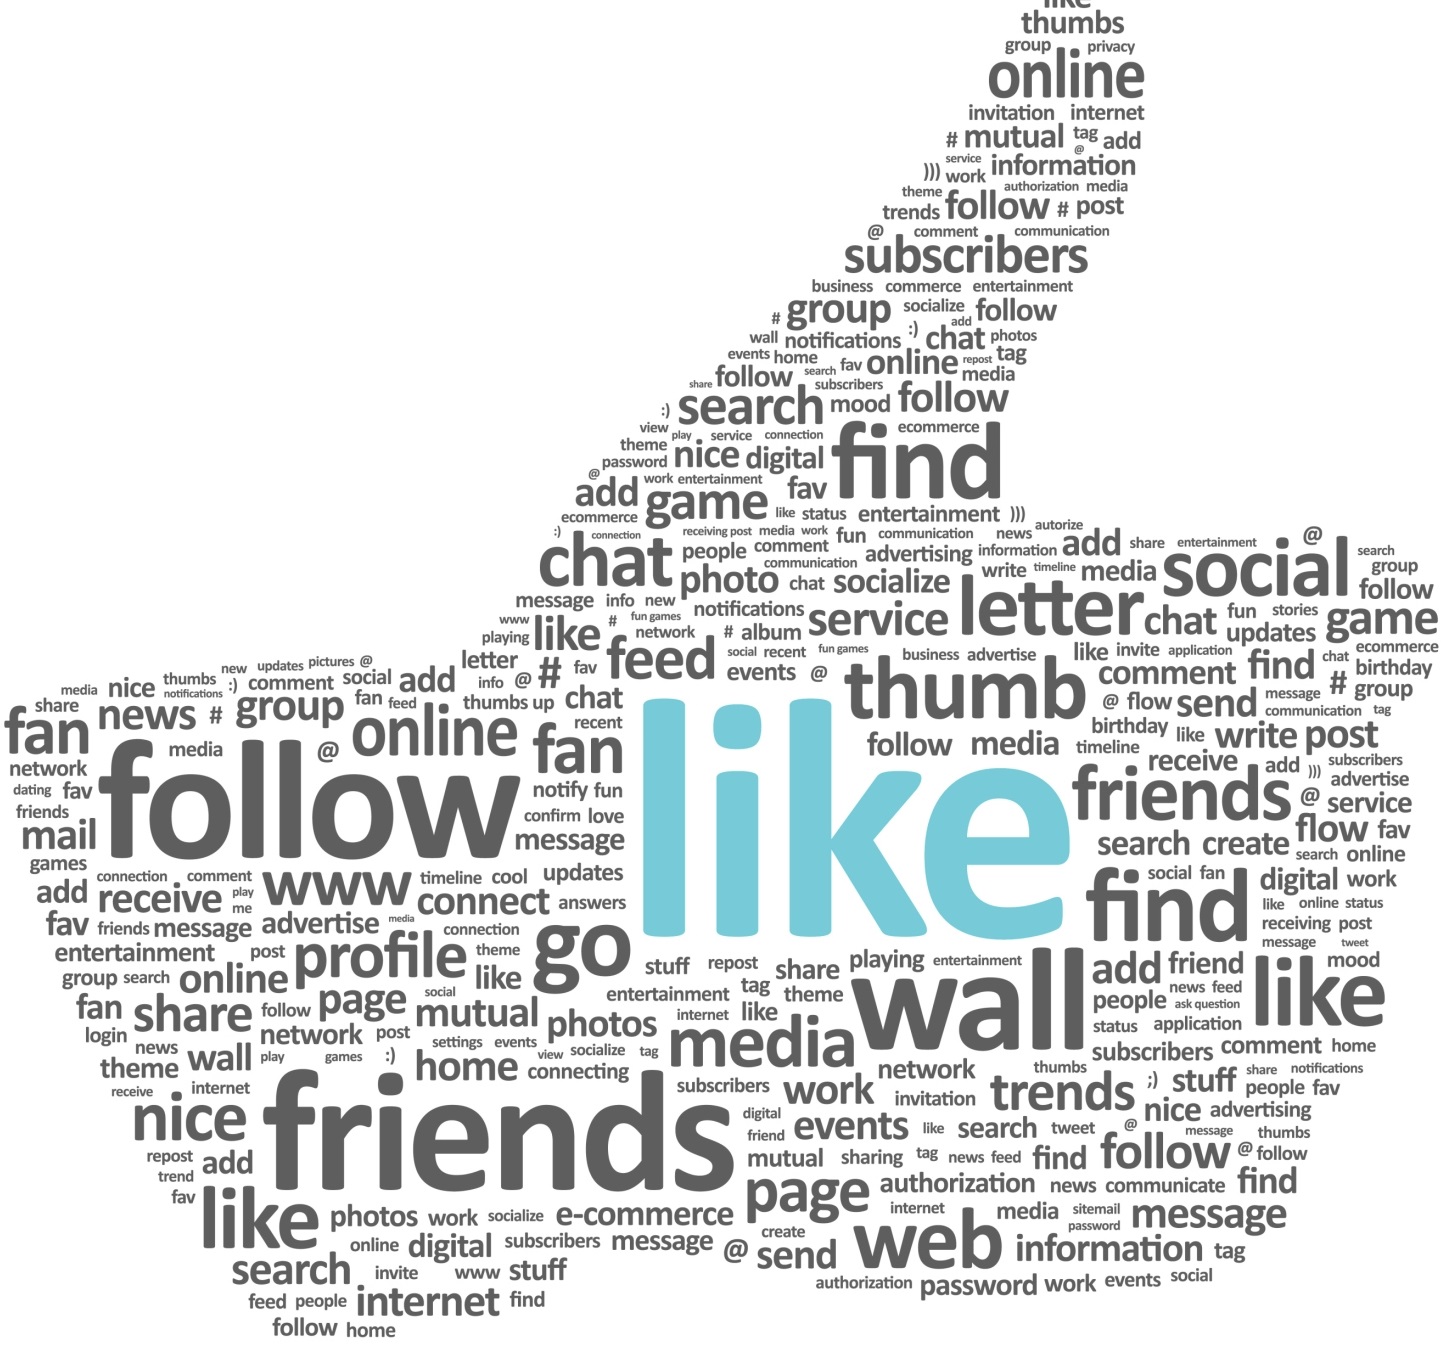 like
thumbs
group privacy
online
invitation internet
# mutual tag add
@
service
))) work information
theme authorization media
trends follow # post
@ comment communication
subscribers
business commerce entertainment
# group socialize follow
wall notifications :) add chat photos
events home fav online repost tag
share follow search subscribers media
:) search mood follow
view play service connection ecommerce
theme nice digital find
password
@ work entertainment
add game fav
ecommerce like status entertainment )))
:) connection receiving post media work fun communication news autorize
chat people comment advertising information add share entertainment @ search
photo communication chat socialize write timeline media social group
follow
message info new notifications service letter chat fun stories game
www # fun games updates
playing like network # album
letter # fav feed social recent fun games business advertise like invite application find chat ecommerce
new updates pictures @ info @ events @ thumb comment birthday
thumbs :) comment social add
media nice notifications fan feed thumbs up chat @ flow send message # group
share news # group communication tag
fan online recent birthday like write post
media @ fan like follow media timeline
network follow receive add ))) subscribers
dating fav notify fun friends @ advertise
friends confirm love service
mail message search create flow fav
games search online
connection comment timeline cool updates social fan digital work
add receive play me www connect answers find like online status
fav friends message advertise media connection receiving post
entertainment post profile theme go message tweet
group search online like stuff repost share playing entertainment add friend like mood
fan share follow page social entertainment tag theme wall people news feed
mutual photos internet like ask question
login network post media status application
news settings events subscribers comment home
theme wall play games :) home view socialize tag
connecting network thumbs
receive internet friends subscribers work invitation trends ;) stuff share notifications
people fav
nice digital nice advertising
friend events like search tweet @ message thumbs
repost add mutual sharing tag news feed find follow @ follow
trend page authorization news communicate find
fav
like photos work socialize e-commerce internet media sitemail message
password
online digital subscribers message @ create send web information tag
search invite www stuff authorization password work events social
feed people internet find
follow home